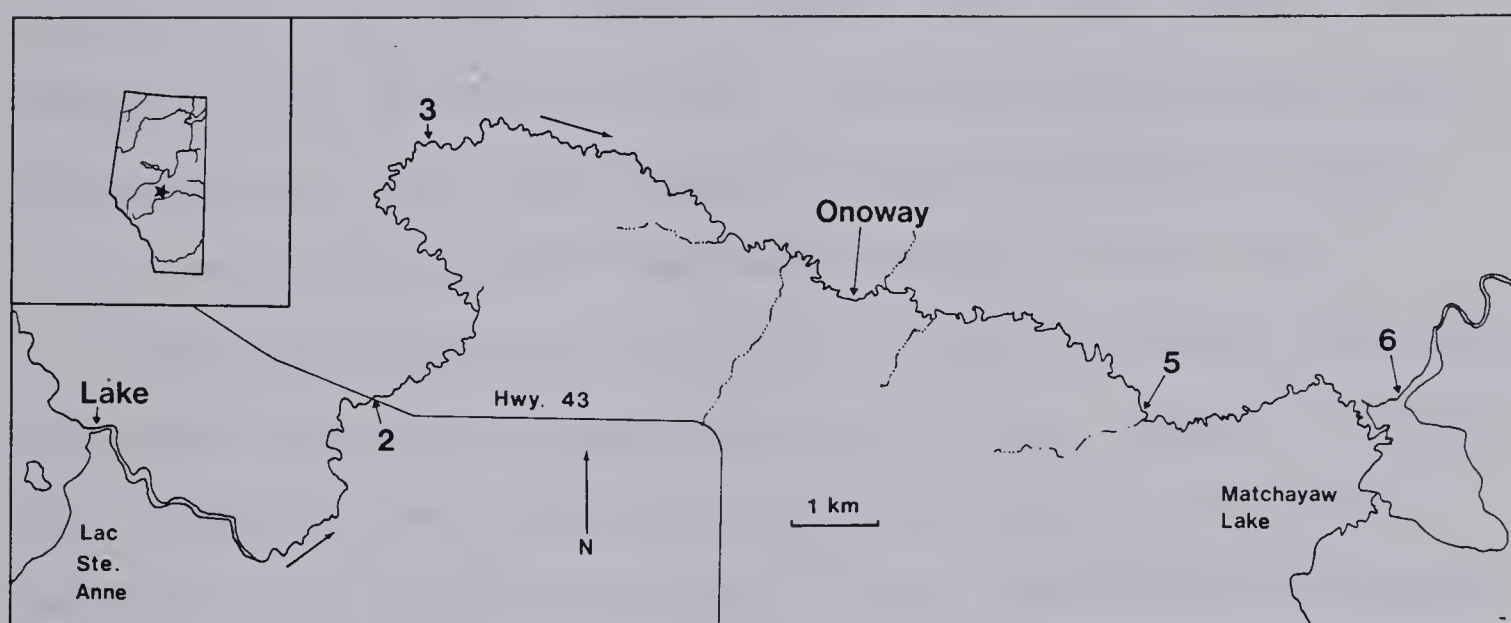 3
Onoway
Lake
Hwy. 43
2
5
6
1 km
N
Lac
Ste.
Anne
Matchayaw
Lake